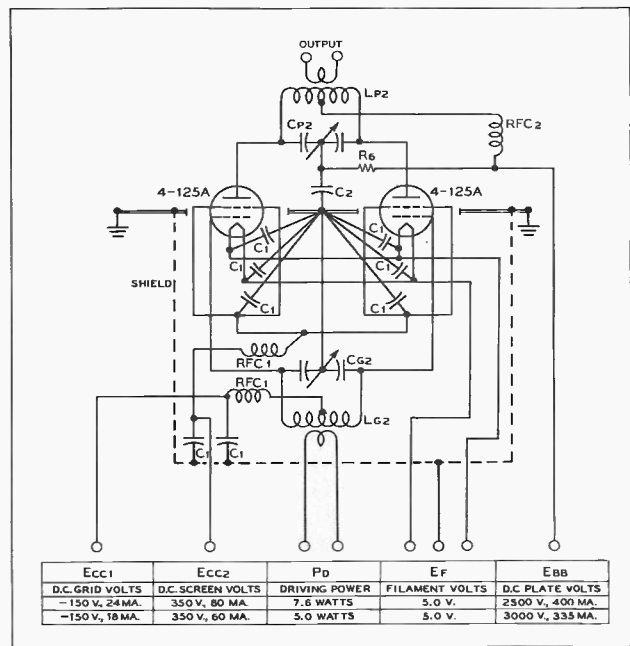 OUTPUT
LP2
CP2
RFC2
R6
4-125A
C2
4-125A
C1
C1
C1
C1
SHIELD
C1
C1
RFC1
CG2
RFC1
LG2
C1
C1
ECC1 ECC2 PD EF EBB
D.C. GRID VOLTS D.C. SCREEN VOLTS DRIVING POWER FILAMENT VOLTS D.C PLATE VOLTS
-150 V., 24 MA. 350 V., 80 MA. 7.6 WATTS 5.0 V. 2500 V., 400 MA.
-150 V., 18 MA. 350 V., 60 MA. 5.0 WATTS 5.0 V. 3000 V., 335 MA.